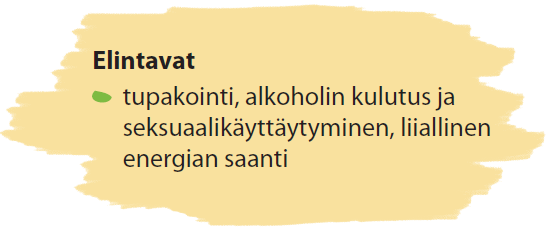 Elintavat
tupakointi, alkoholin kulutus ja
seksuaalikäyttäytyminen, liiallinen
energian saanti